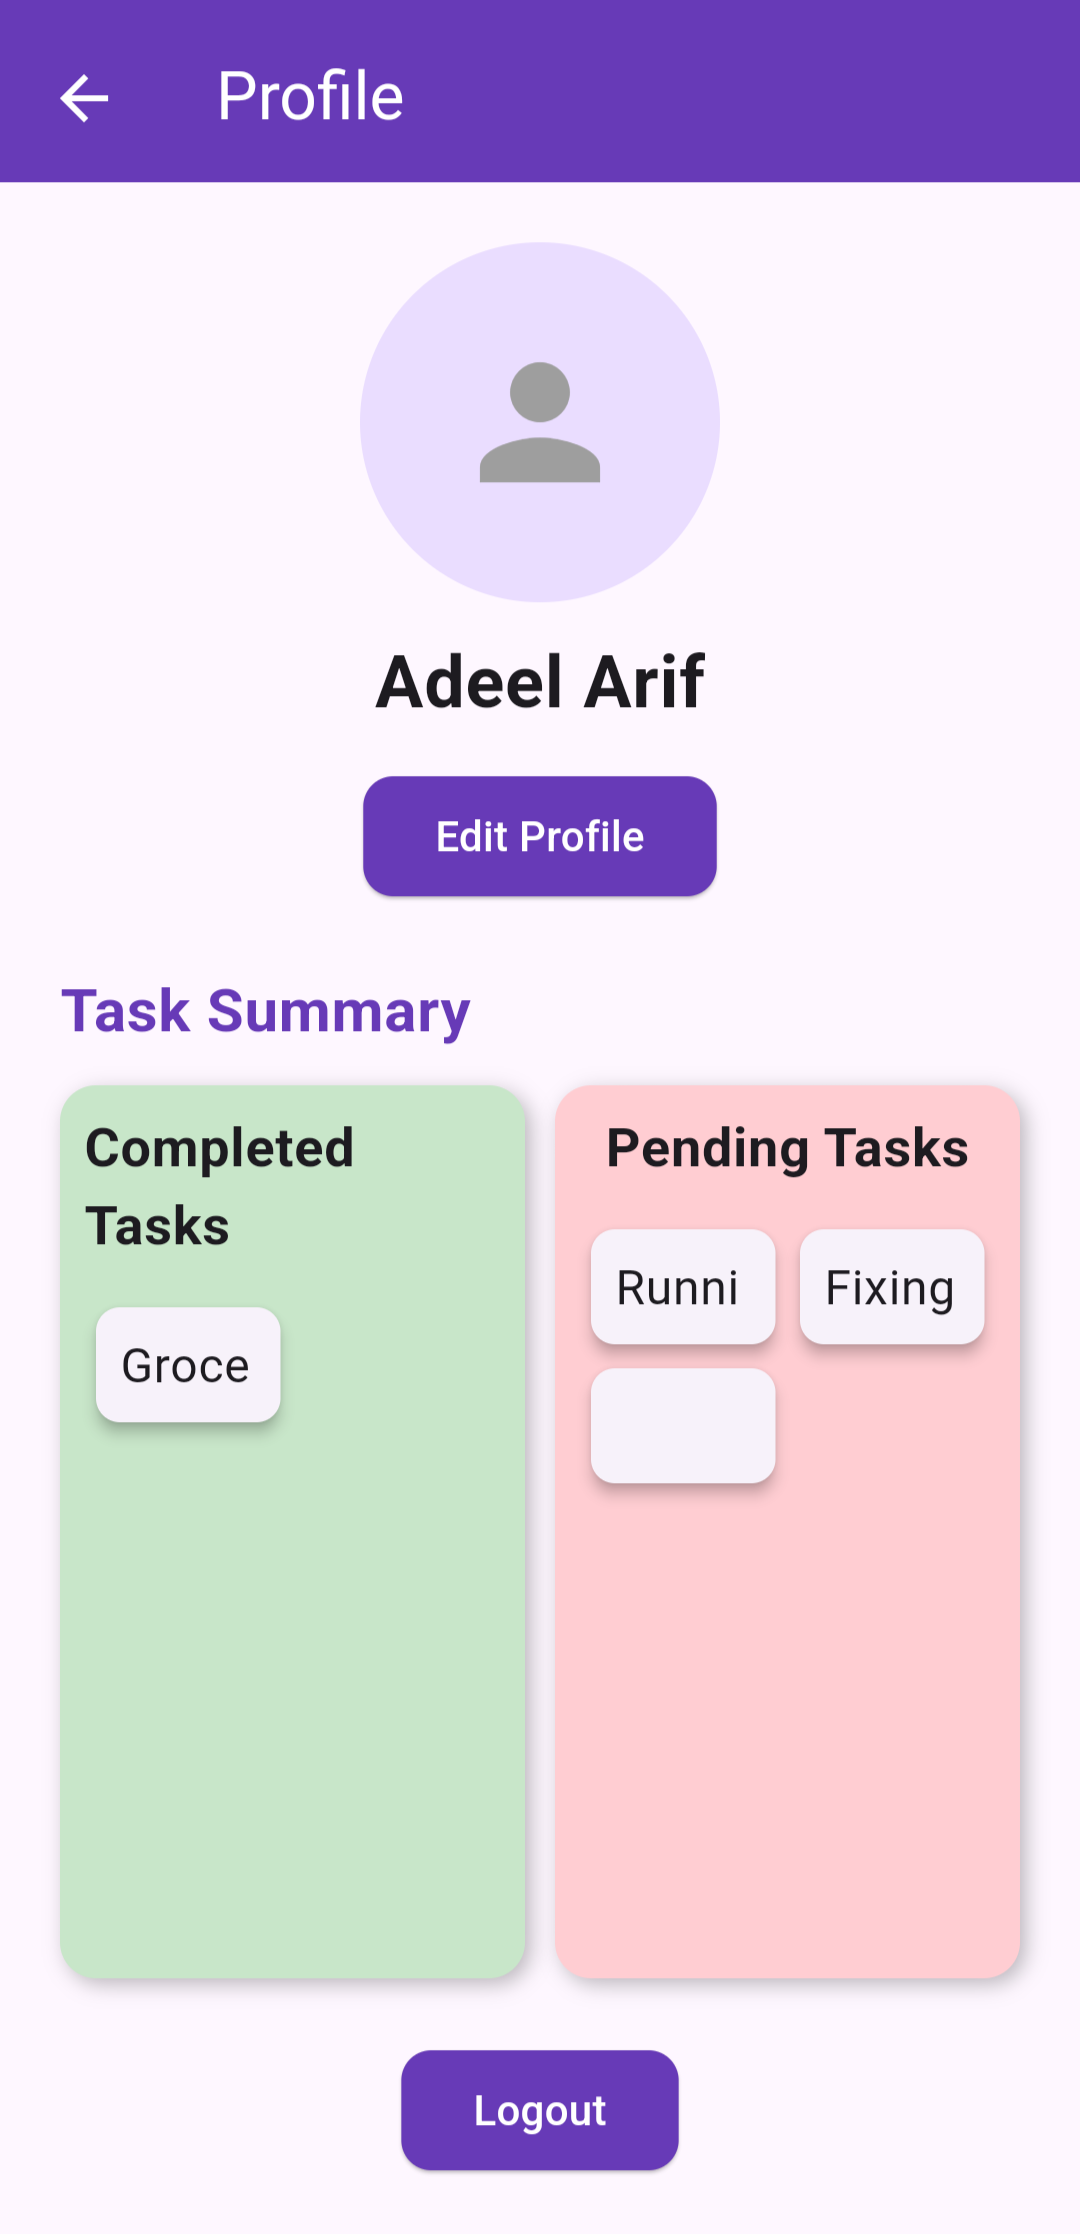 Profile
Adeel Arif
Edit Profile
Task Summary
Completed
Tasks
Groce
Pending Tasks
Runni
Fixing
Logout